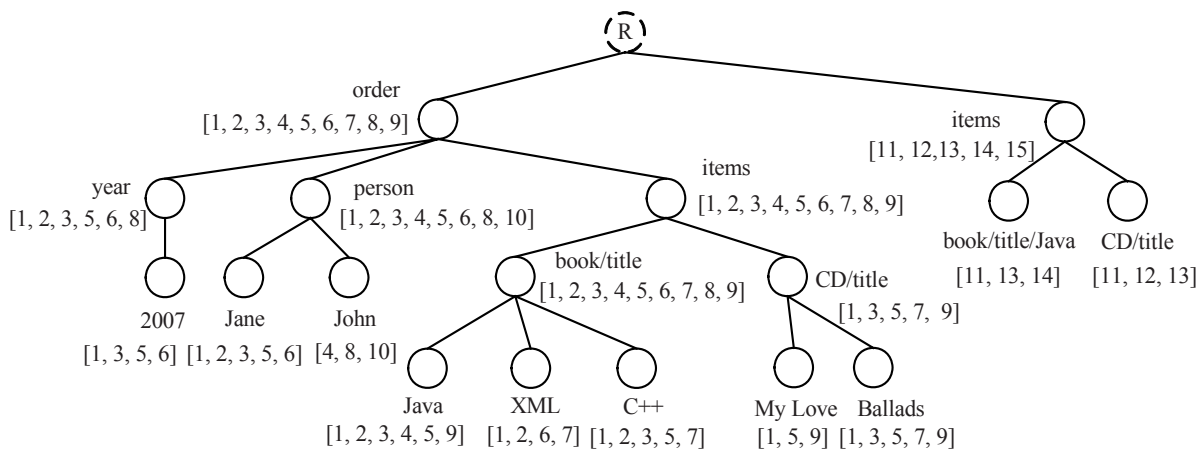 R
order
[1, 2, 3, 4, 5, 6, 7, 8, 9]
items
[11, 12,13, 14, 15]
year
[1, 2, 3, 5, 6, 8]
person
[1, 2, 3, 4, 5, 6, 8, 10]
items
[1, 2, 3, 4, 5, 6, 7, 8, 9]
book/title/Java
[11, 13, 14]
CD/title
[11, 12, 13]
2007
[1, 3, 5, 6]
Jane
[1, 2, 3, 5, 6]
John
[4, 8, 10]
book/title
[1, 2, 3, 4, 5, 6, 7, 8, 9]
CD/title
[1, 3, 5, 7, 9]
Java
[1, 2, 3, 4, 5, 9]
XML
[1, 2, 6, 7]
C++
[1, 2, 3, 5, 7]
My Love
[1, 5, 9]
Ballads
[1, 3, 5, 7, 9]